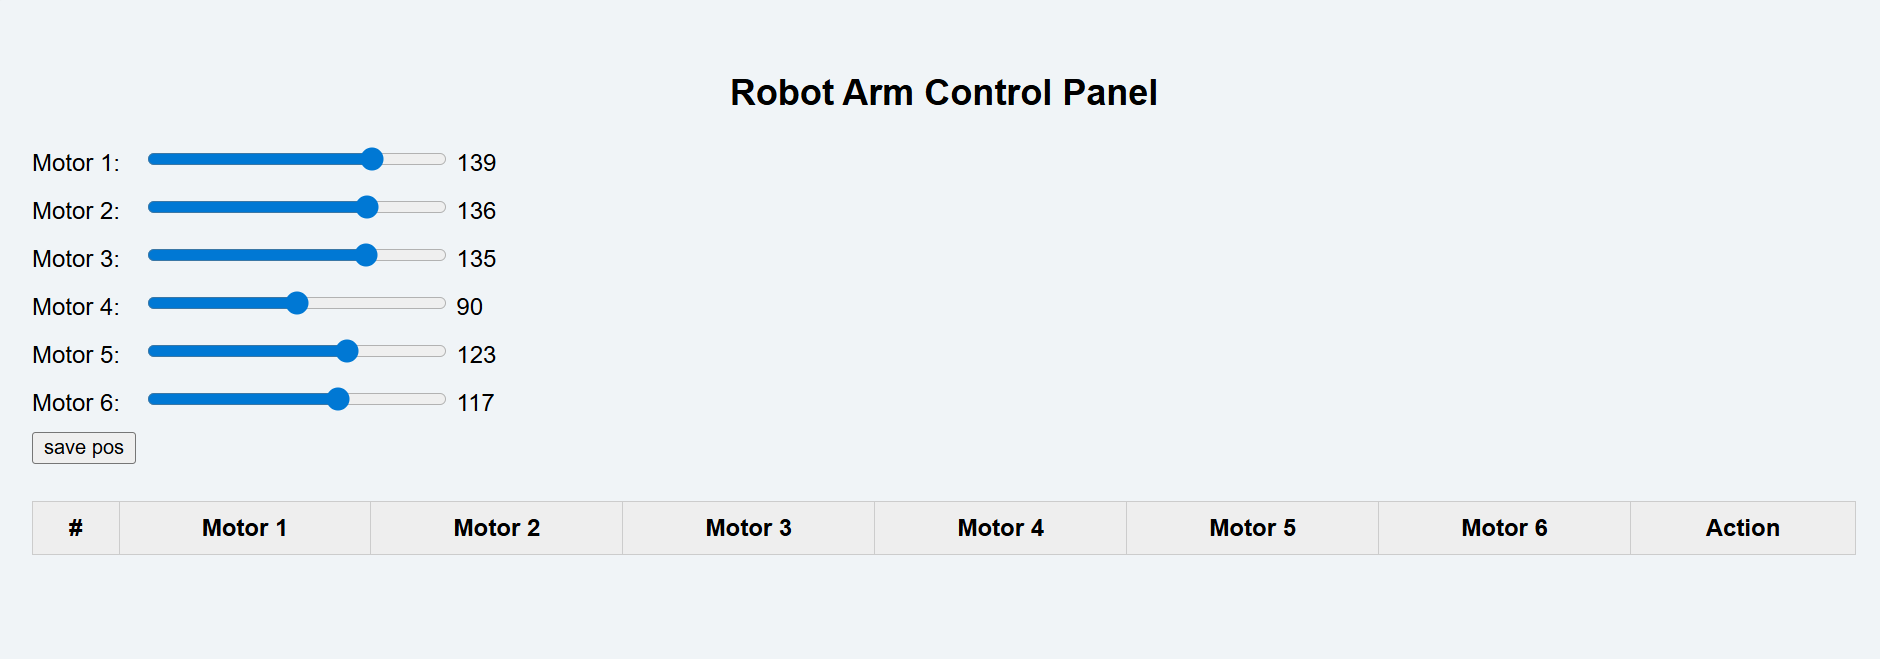 Robot Arm Control Panel
Motor 1: 139
Motor 2: 136
Motor 3: 135
Motor 4: 90
Motor 5: 123
Motor 6: 117
save pos
# Motor 1 Motor 2 Motor 3 Motor 4 Motor 5 Motor 6 Action